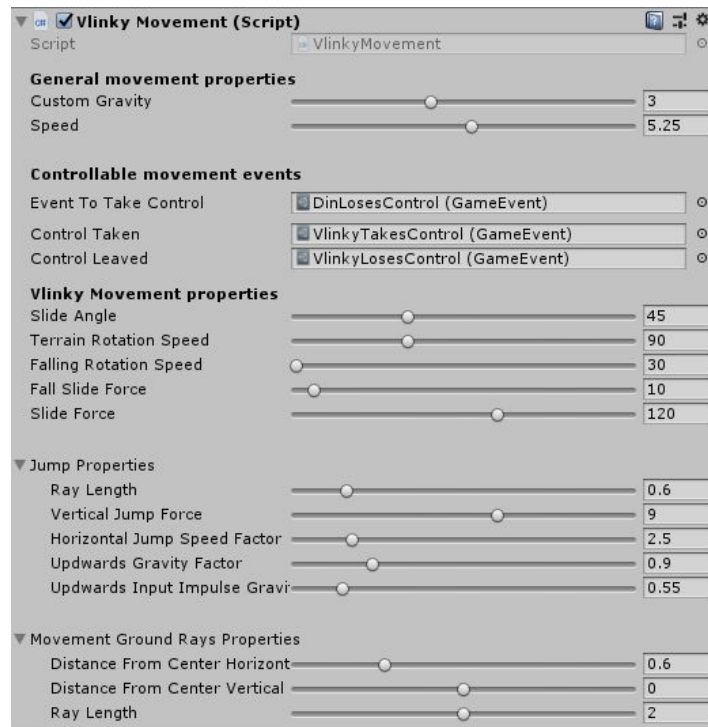 Vlinky Movement (Script)
Script VlinkyMovement
General movement properties
Custom Gravity 3
Speed 5.25
Controllable movement events
Event To Take Control DinLosesControl (GameEvent)
Control Taken VlinkyTakesControl (GameEvent)
Control Leaved VlinkyLosesControl (GameEvent)
Vlinky Movement properties
Slide Angle 45
Terrain Rotation Speed 90
Falling Rotation Speed 30
Fall Slide Force 10
Slide Force 120
Jump Properties
Ray Length 0.6
Vertical Jump Force 9
Horizontal Jump Speed Factor 2.5
Updwards Gravity Factor 0.9
Updwards Input Impulse Gravi 0.55
Movement Ground Rays Properties
Distance From Center Horizont 0.6
Distance From Center Vertical 0
Ray Length 2